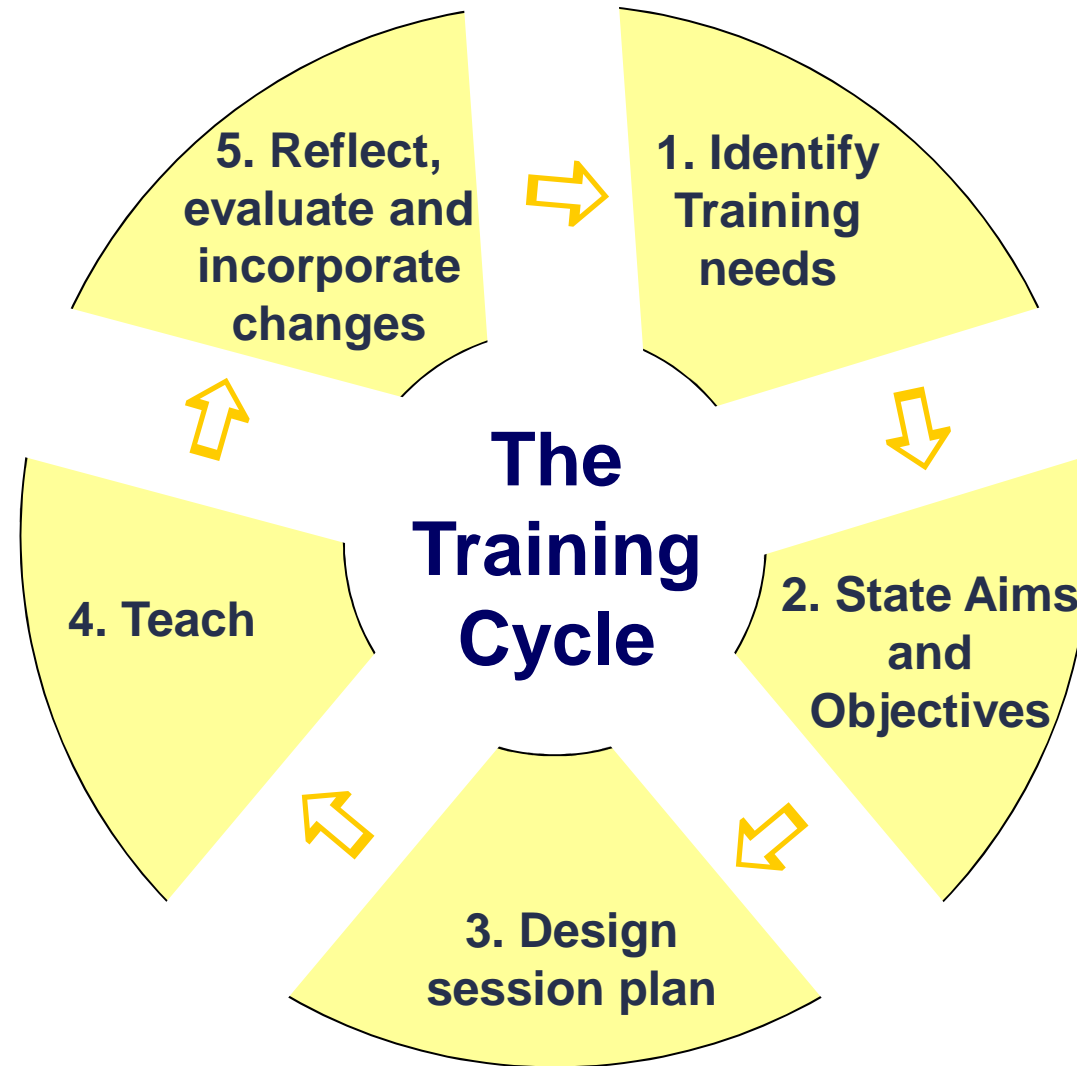 The
Training
Cycle
1. Identify
Training
needs
2. State Aims
and
Objectives
3. Design
session plan
4. Teach
5. Reflect,
evaluate and
incorporate
changes